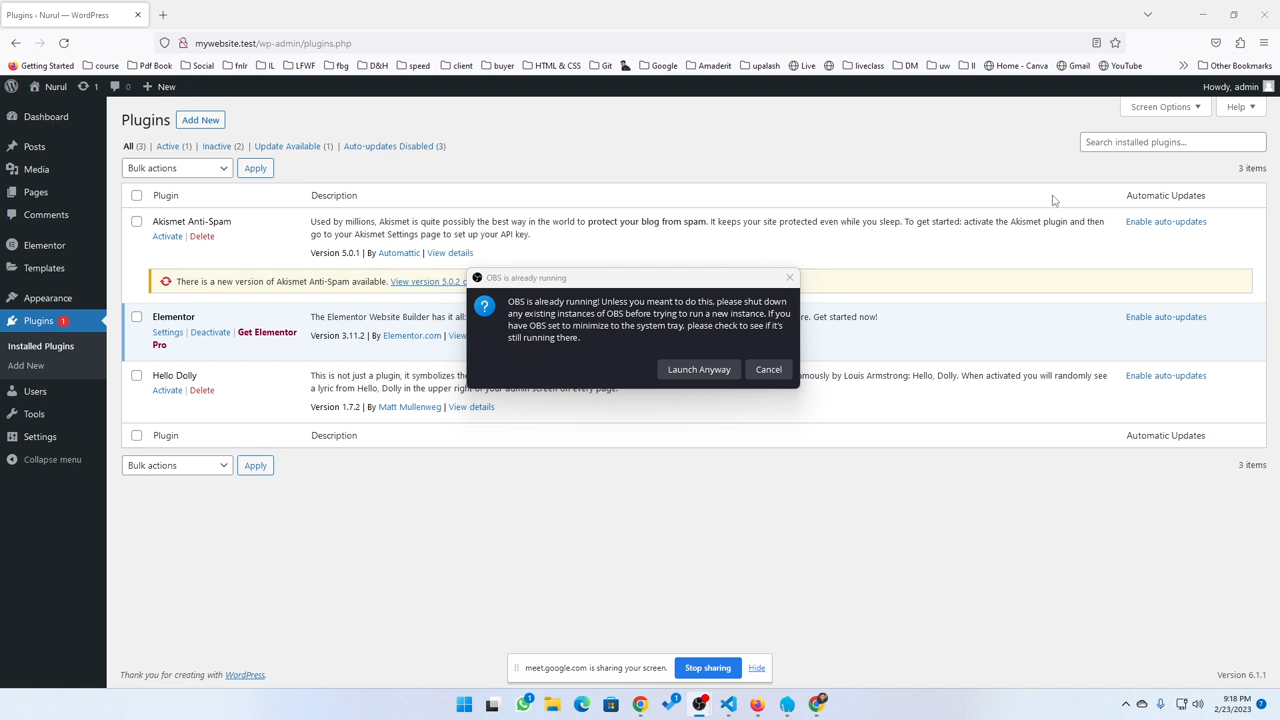 Plugins ‹ Nurul — WordPress
mywebsite.test/wp-admin/plugins.php
Getting Started course Pdf Book Social fnlr IL LFWF fbg D&H speed client buyer HTML & CSS Git Google Amaderit upalash Live liveclass DM uw Home - Canva Gmail YouTube Other Bookmarks
Nurul 1 0 New Howdy, admin
Screen Options Help
Dashboard
Posts
Media
Pages
Comments
Elementor
Templates
Appearance
Plugins 1
Installed Plugins
Add New
Users
Tools
Settings
Collapse menu
Plugins Add New
All (3) | Active (1) | Inactive (2) | Update Available (1) | Auto-updates Disabled (3)
Search installed plugins...
Bulk actions Apply 3 items
Plugin Description Automatic Updates
Akismet Anti-Spam Used by millions, Akismet is quite possibly the best way in the world to protect your blog from spam. It keeps your site protected even while you sleep. To get started: activate the Akismet plugin and then Enable auto-updates
Activate | Delete go to your Akismet Settings page to set up your API key.
Version 5.0.1 | By Automattic | View details
There is a new version of Akismet Anti-Spam available. View version 5.0.2
Elementor The Elementor Website Builder has it all re. Get started now! Enable auto-updates
Settings | Deactivate | Get Elementor Version 3.11.2 | By Elementor.com |
Pro
Hello Dolly This is not just a plugin, it symbolizes the amously by Louis Armstrong: Hello, Dolly. When activated you will randomly see Enable auto-updates
Activate | Delete a lyric from Hello, Dolly in the upper right of your admin screen on every page.
Version 1.7.2 | By Matt Mullenweg | View details
Plugin Description Automatic Updates
Bulk actions Apply 3 items
OBS is already running
OBS is already running! Unless you meant to do this, please shut down
any existing instances of OBS before trying to run a new instance. If you
have OBS set to minimize to the system tray, please check to see if it's
still running there.
Launch Anyway Cancel
meet.google.com is sharing your screen. Stop sharing Hide
Thank you for creating with WordPress. Version 6.1.1
9:18 PM
2/23/2023